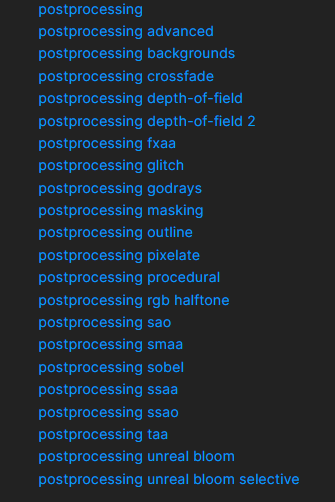 postprocessing
postprocessing advanced
postprocessing backgrounds
postprocessing crossfade
postprocessing depth-of-field
postprocessing depth-of-field 2
postprocessing fxaa
postprocessing glitch
postprocessing godrays
postprocessing masking
postprocessing outline
postprocessing pixelate
postprocessing procedural
postprocessing rgb halftone
postprocessing sao
postprocessing smaa
postprocessing sobel
postprocessing ssaa
postprocessing ssao
postprocessing taa
postprocessing unreal bloom
postprocessing unreal bloom selective